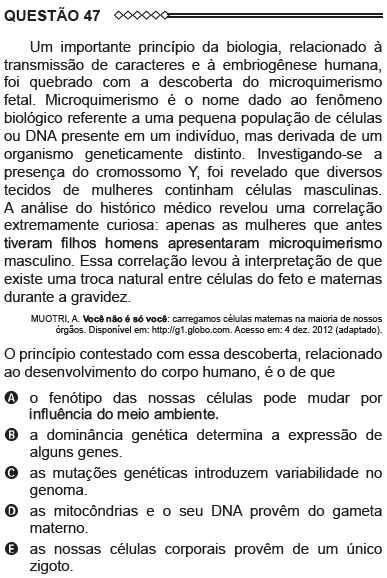 QUESTÃO 47
Um importante princípio da biologia, relacionado à
transmissão de caracteres e à embriogênese humana,
foi quebrado com a descoberta do microquimerismo
fetal. Microquimerismo é o nome dado ao fenômeno
biológico referente a uma pequena população de células
ou DNA presente em um indivíduo, mas derivada de um
organismo geneticamente distinto. Investigando-se a
presença do cromossomo Y, foi revelado que diversos
tecidos de mulheres continham células masculinas.
A análise do histórico médico revelou uma correlação
extremamente curiosa: apenas as mulheres que antes
tiveram filhos homens apresentaram microquimerismo
masculino. Essa correlação levou à interpretação de que
existe uma troca natural entre células do feto e maternas
durante a gravidez.
MUOTRI, A. Você não é só você: carregamos células maternas na maioria de nossos
órgãos. Disponível em: http://g1.globo.com. Acesso em: 4 dez. 2012 (adaptado).
O princípio contestado com essa descoberta, relacionado
ao desenvolvimento do corpo humano, é o de que
A o fenótipo das nossas células pode mudar por
influência do meio ambiente.
B a dominância genética determina a expressão de
alguns genes.
C as mutações genéticas introduzem variabilidade no
genoma.
D as mitocôndrias e o seu DNA provêm do gameta
materno.
E as nossas células corporais provêm de um único
zigoto.